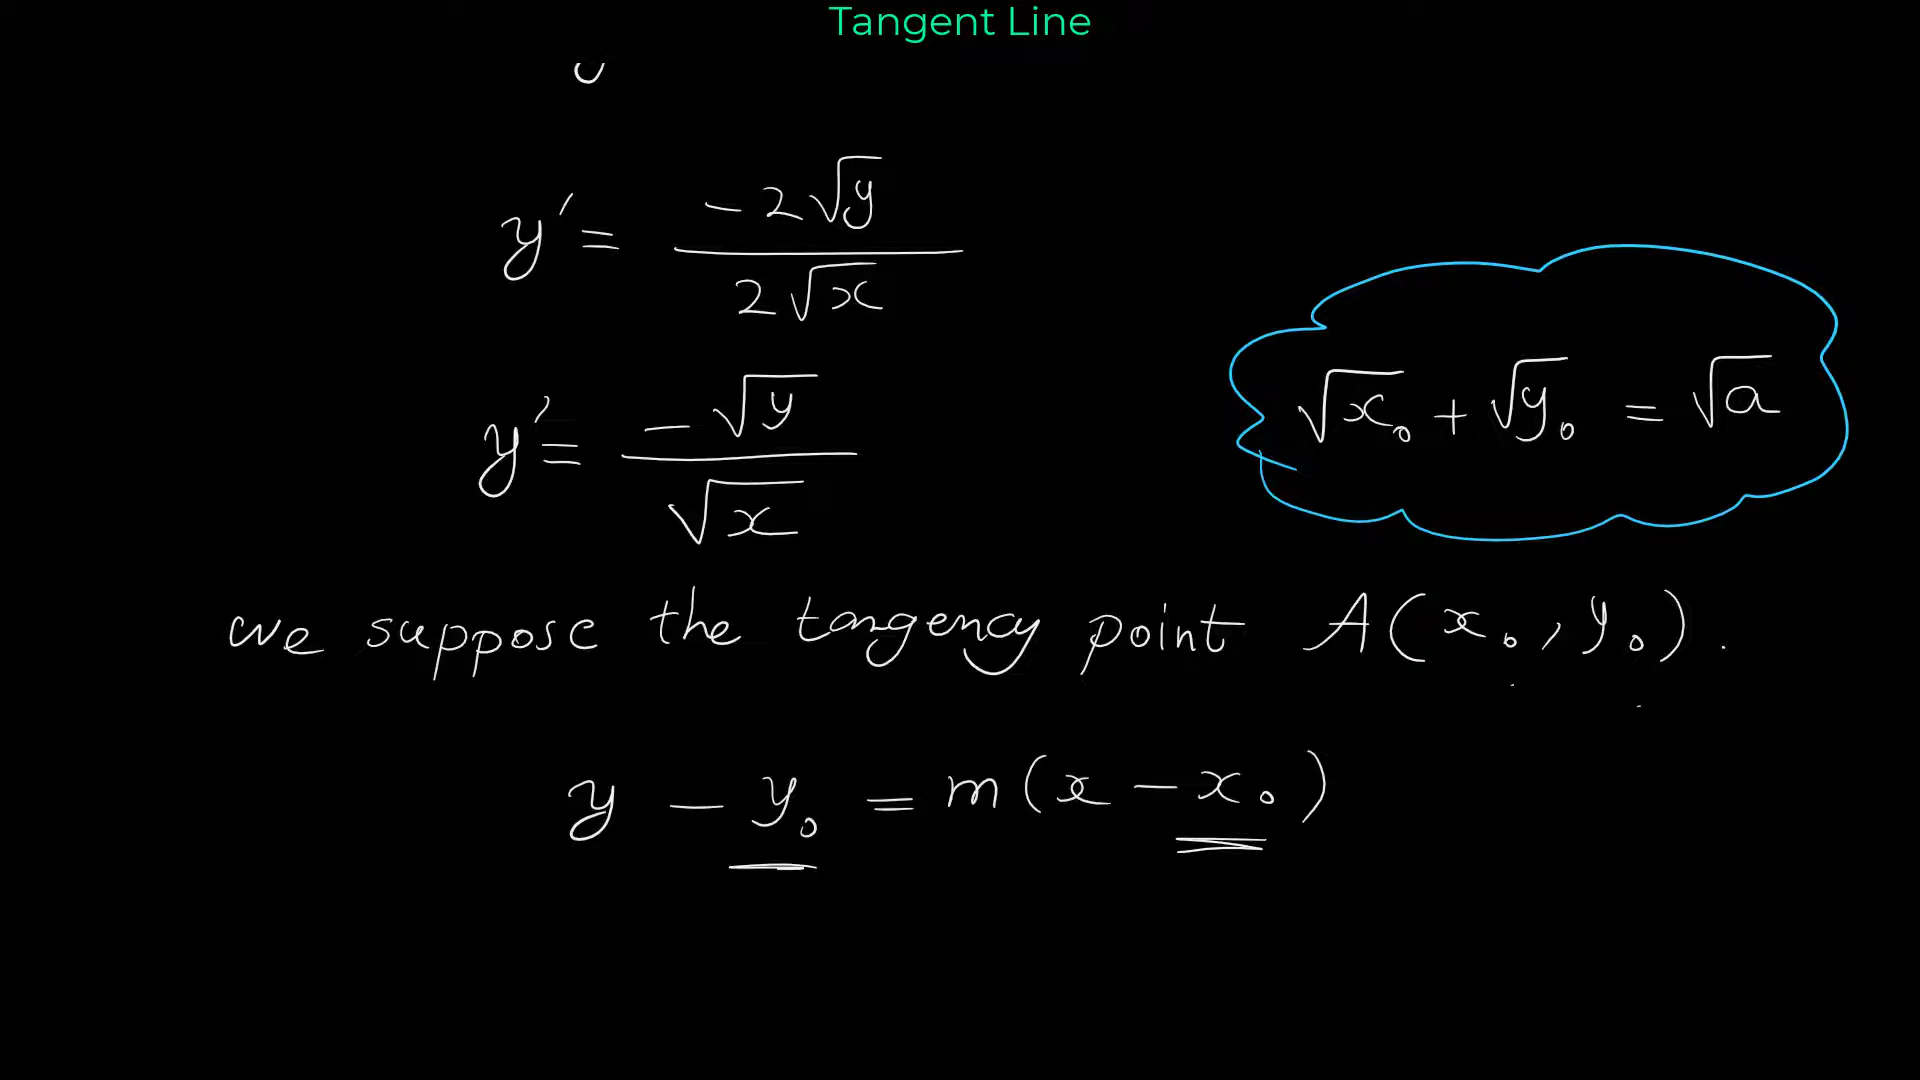 Tangent Line
y' = -2√y / 2√x
y' = -√y / √x
√x₀ + √y₀ = √a
we suppose the tangency point A(x₀, y₀).
y - y₀ = m(x - x₀)